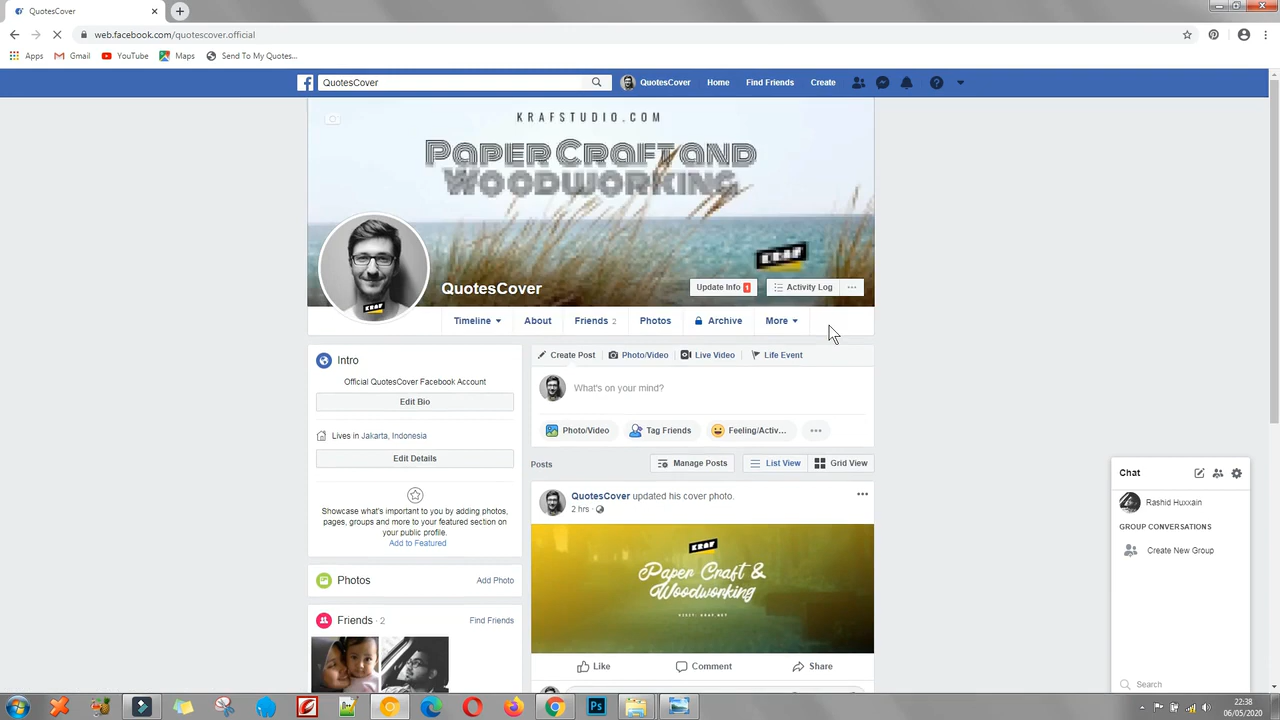 QuotesCover
web.facebook.com/quotescover.official
Apps Gmail YouTube Maps Send To My Quotes...
QuotesCover QuotesCover Home Find Friends Create
KRAFSTUDIO.COM
PAPER CRAFT AND
WOODWORKING
KRAF
KRAF
QuotesCover Update Info 1 Activity Log ...
Timeline About Friends 2 Photos Archive More
Intro
Official QuotesCover Facebook Account
Edit Bio
Lives in Jakarta, Indonesia
Edit Details
Showcase what's important to you by adding photos,
pages, groups and more to your featured section on
your public profile.
Add to Featured
Photos Add Photo
Friends · 2 Find Friends
Create Post Photo/Video Live Video Life Event
What's on your mind?
Photo/Video Tag Friends Feeling/Activ... ...
Posts Manage Posts List View Grid View
QuotesCover updated his cover photo.
2 hrs ·
KRAF
Paper Craft &
Woodworking
VISIT: KRAF.NET
Like Comment Share
Chat
Rashid Huxxain
GROUP CONVERSATIONS
Create New Group
Search
Ps
22:38
06/05/2020